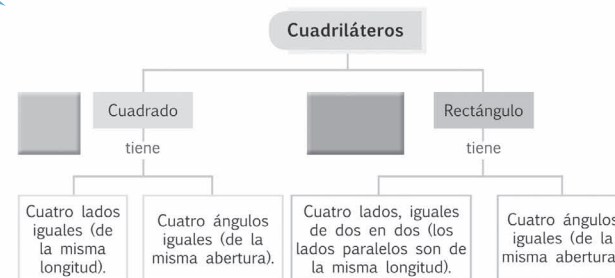 Cuadriláteros
Cuadrado
Rectángulo
tiene
tiene
Cuatro lados
iguales (de
la misma
longitud).
Cuatro ángulos
iguales (de la
misma abertura).
Cuatro lados, iguales
de dos en dos (los
lados paralelos son de
la misma longitud).
Cuatro ángulos
iguales (de la
misma abertura